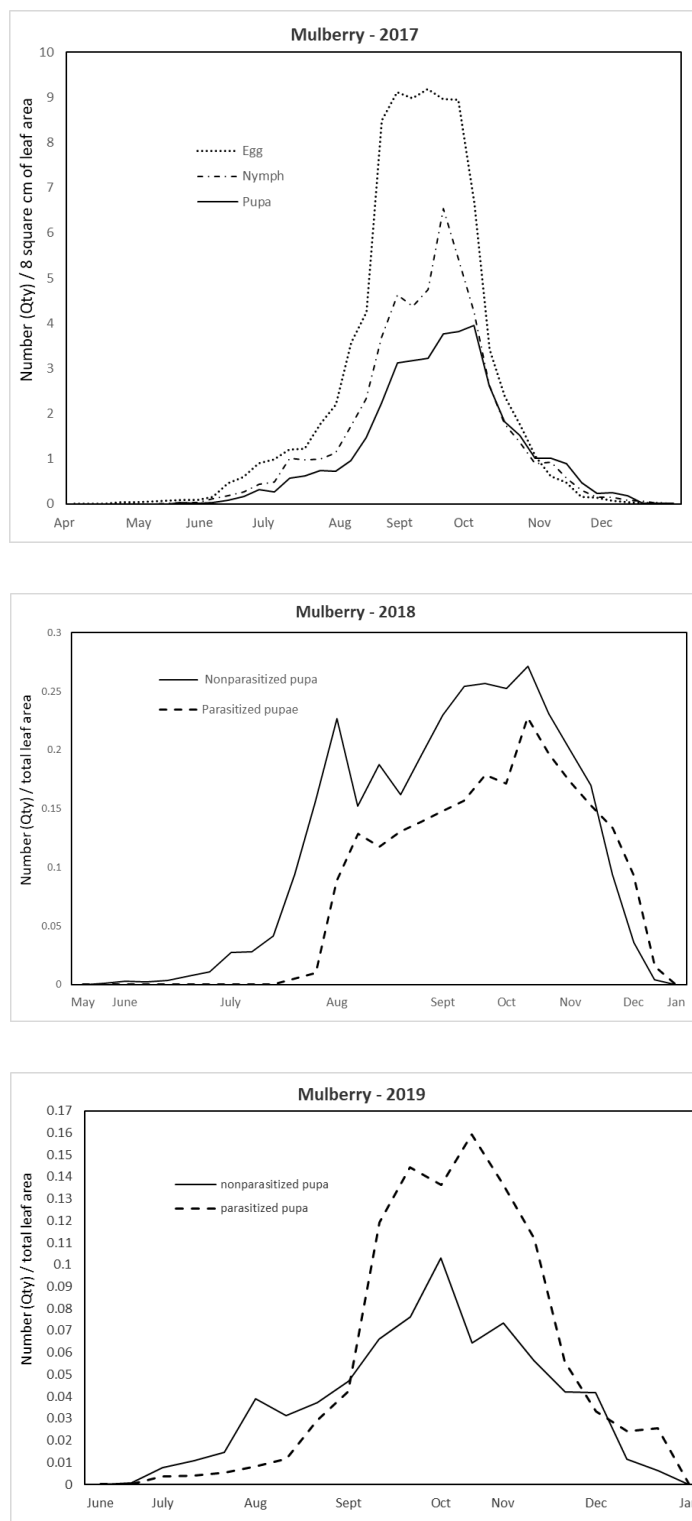 Mulberry - 2017
Number (Qty) / 8 square cm of leaf area
10
9
8
7
6
5
4
3
2
1
0
Egg
Nymph
Pupa
Apr May June July Aug Sept Oct Nov Dec
Mulberry - 2018
Number (Qty) / total leaf area
0.3
0.25
0.2
0.15
0.1
0.05
0
Nonparasitized pupa
Parasitized pupae
May June July Aug Sept Oct Nov Dec Jan
Mulberry - 2019
Number (Qty) / total leaf area
0.17
0.16
0.15
0.14
0.13
0.12
0.11
0.1
0.09
0.08
0.07
0.06
0.05
0.04
0.03
0.02
0.01
0
nonparasitized pupa
parasitized pupa
June July Aug Sept Oct Nov Dec